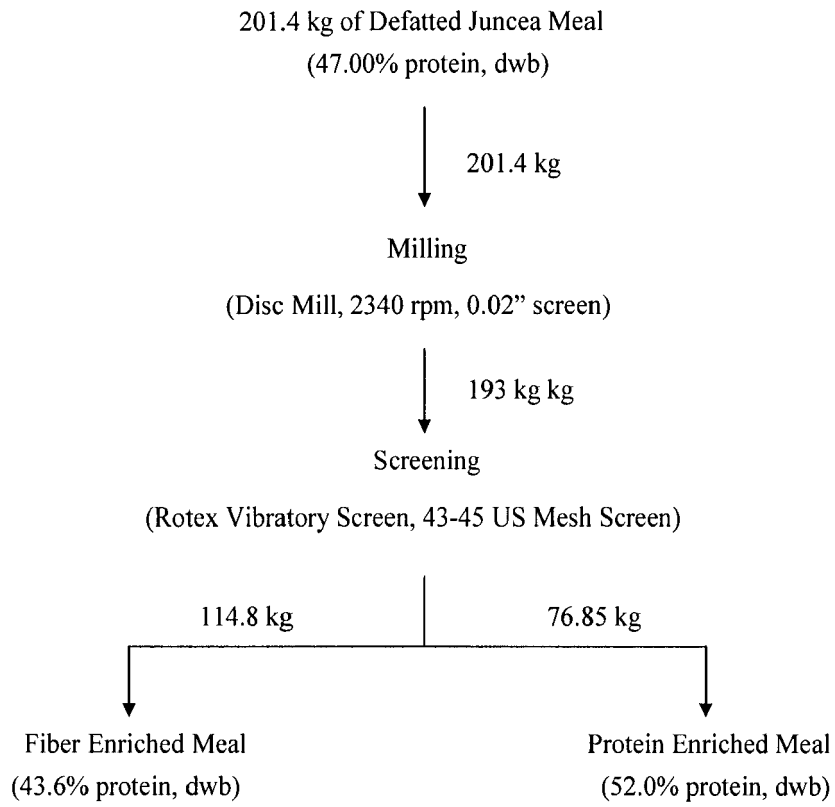 201.4 kg of Defatted Juncea Meal
(47.00% protein, dwb)
201.4 kg
Milling
(Disc Mill, 2340 rpm, 0.02” screen)
193 kg kg
Screening
(Rotex Vibratory Screen, 43-45 US Mesh Screen)
114.8 kg
76.85 kg
Fiber Enriched Meal
(43.6% protein, dwb)
Protein Enriched Meal
(52.0% protein, dwb)